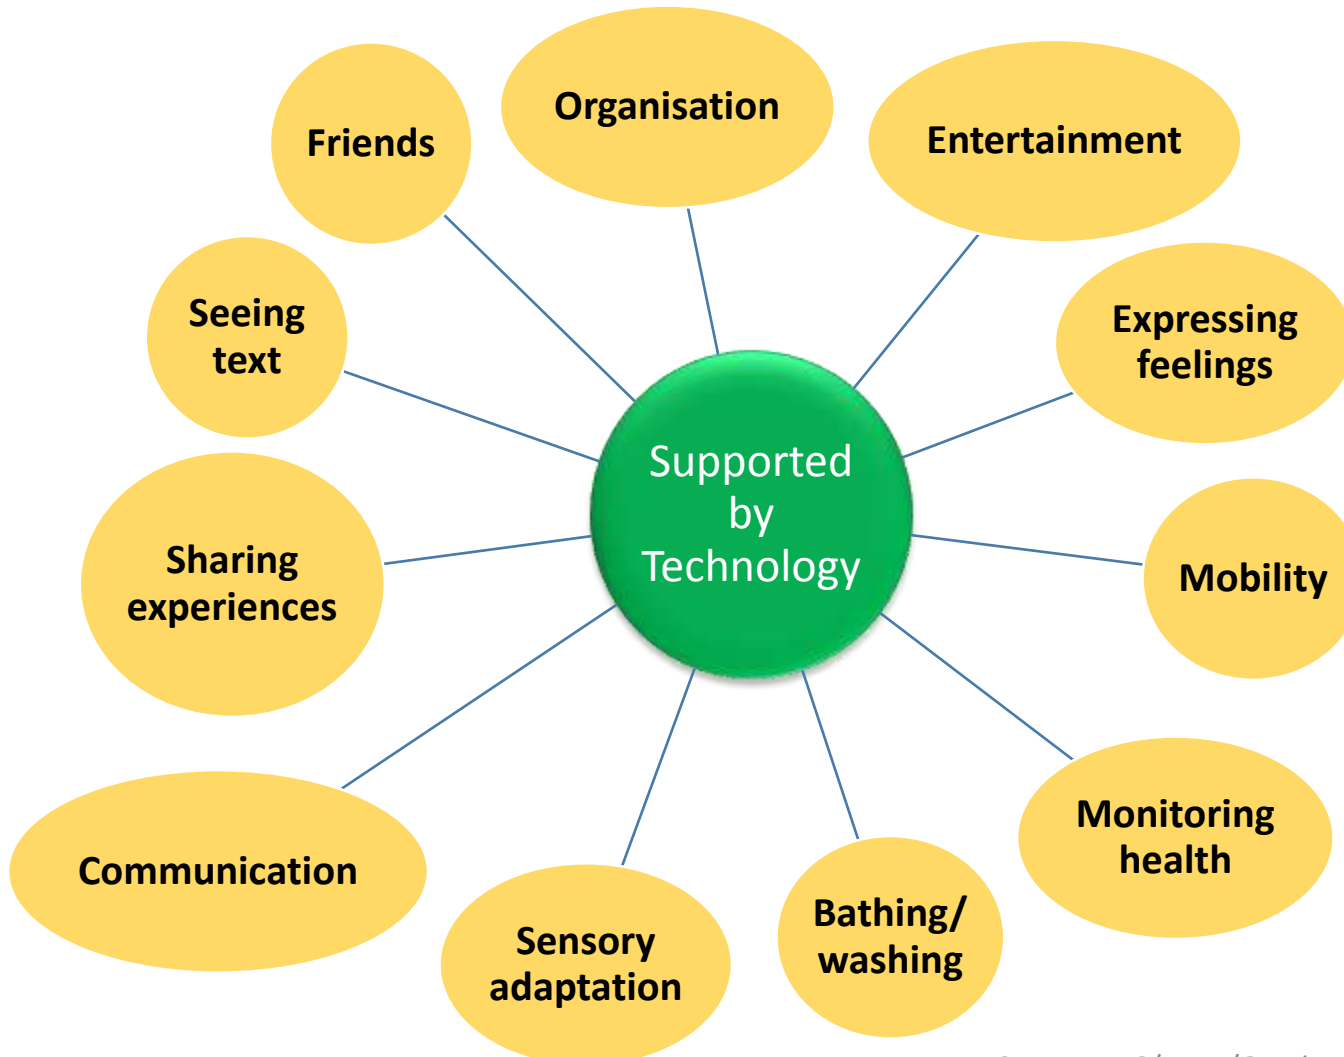 Organisation
Friends
Entertainment
Seeing
text
Expressing
feelings
Supported
by
Technology
Sharing
experiences
Mobility
Monitoring
health
Communication
Bathing/
washing
Sensory
adaptation